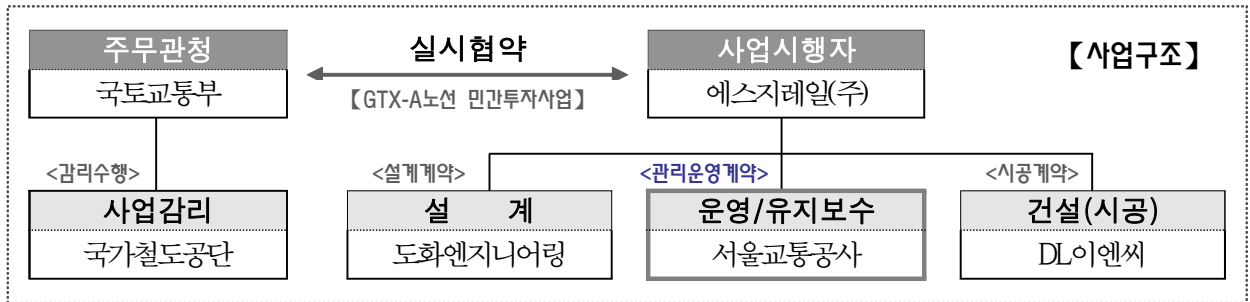 주무관청
실시협약
사업시행자
【사업구조】
국토교통부
【GTX-A노선 민간투자사업】
에스지레일(주)
<감리수행>
<설계계약>
<관리운영계약>
<시공계약>
사업감리
설 계
운영/유지보수
건설(시공)
국가철도공단
도화엔지니어링
서울교통공사
DL이엔씨